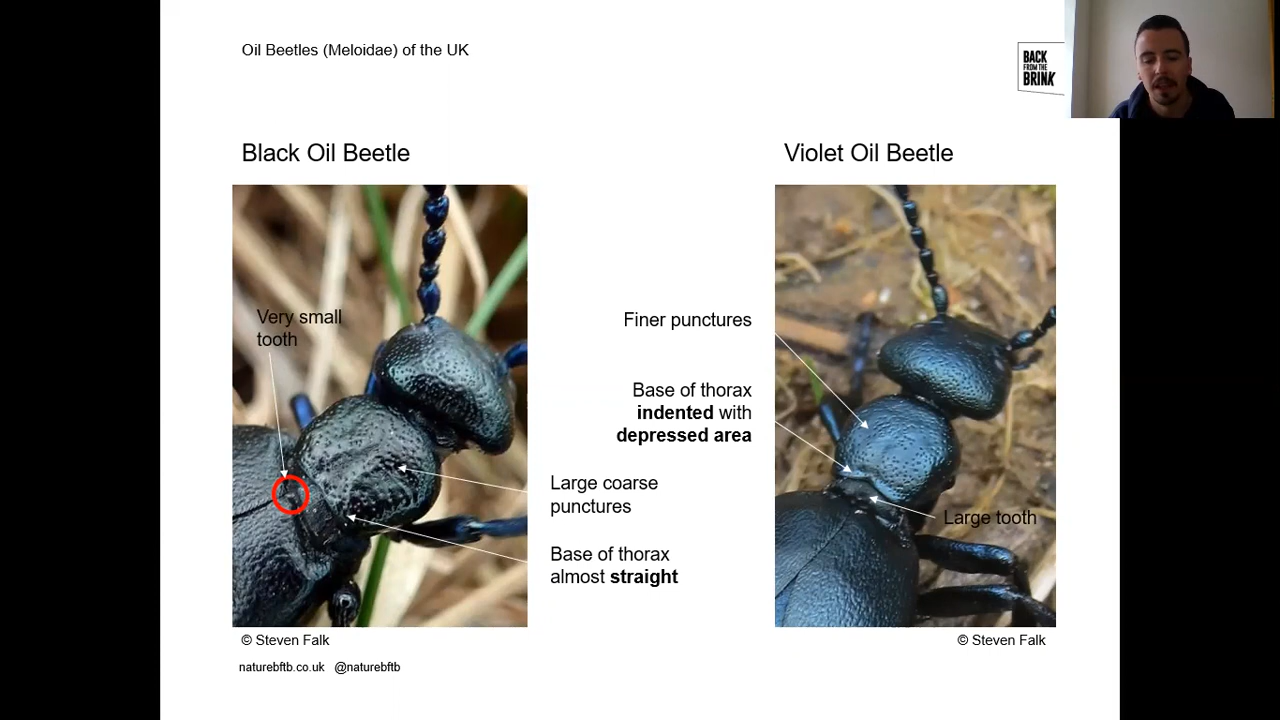 Oil Beetles (Meloidae) of the UK
BACK
FROM THE
BRINK
Black Oil Beetle
Violet Oil Beetle
Very small
tooth
Large coarse
punctures
Base of thorax
almost straight
Finer punctures
Base of thorax
indented with
depressed area
Large tooth
© Steven Falk
© Steven Falk
naturebftb.co.uk @naturebftb